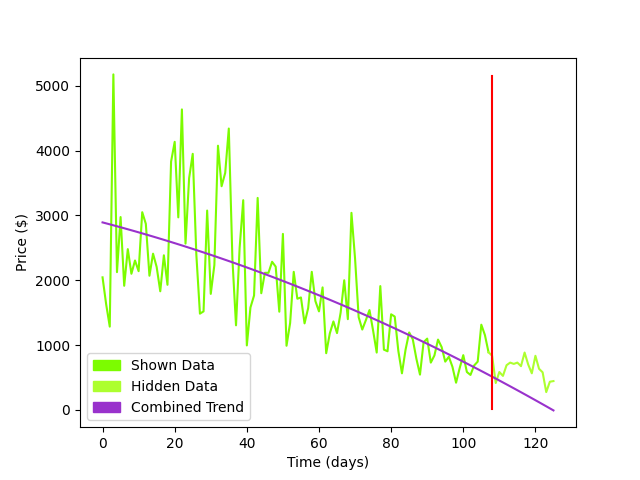 Price ($)
5000
4000
3000
2000
1000
0
Shown Data
Hidden Data
Combined Trend
0 20 40 60 80 100 120
Time (days)